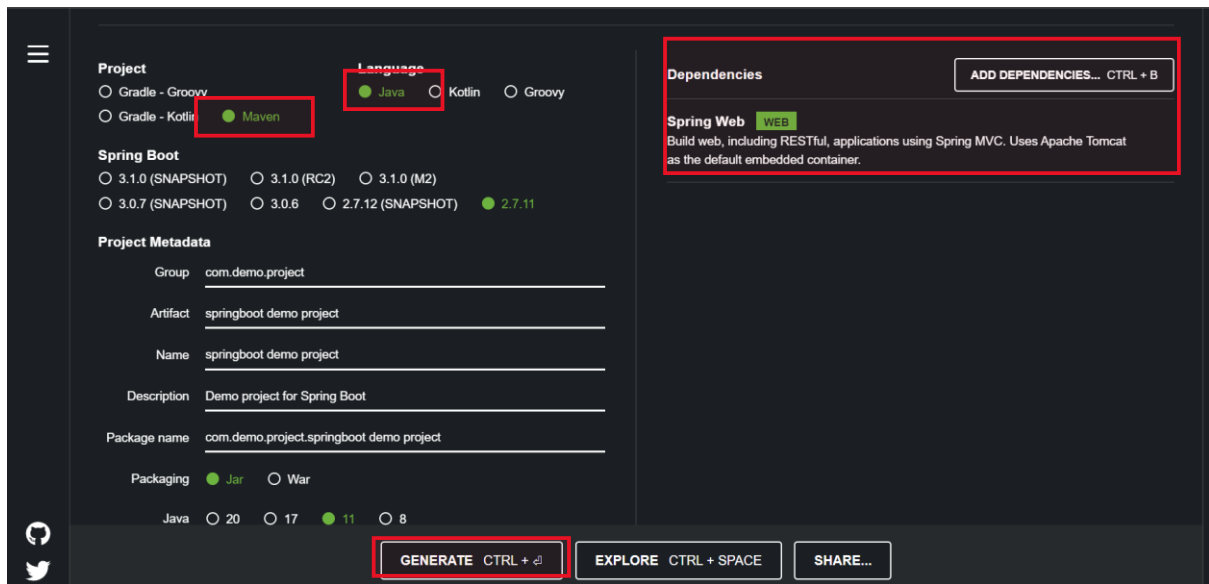 Project
Gradle - Groovy
Gradle - Kotlin Maven
Language
Java Kotlin Groovy
Spring Boot
3.1.0 (SNAPSHOT) 3.1.0 (RC2) 3.1.0 (M2)
3.0.7 (SNAPSHOT) 3.0.6 2.7.12 (SNAPSHOT) 2.7.11
Project Metadata
Group com.demo.project
Artifact springboot demo project
Name springboot demo project
Description Demo project for Spring Boot
Package name com.demo.project.springboot demo project
Packaging Jar War
Java 20 17 11 8
Dependencies ADD DEPENDENCIES... CTRL + B
Spring Web WEB
Build web, including RESTful, applications using Spring MVC. Uses Apache Tomcat
as the default embedded container.
GENERATE CTRL + ⏎ EXPLORE CTRL + SPACE SHARE...